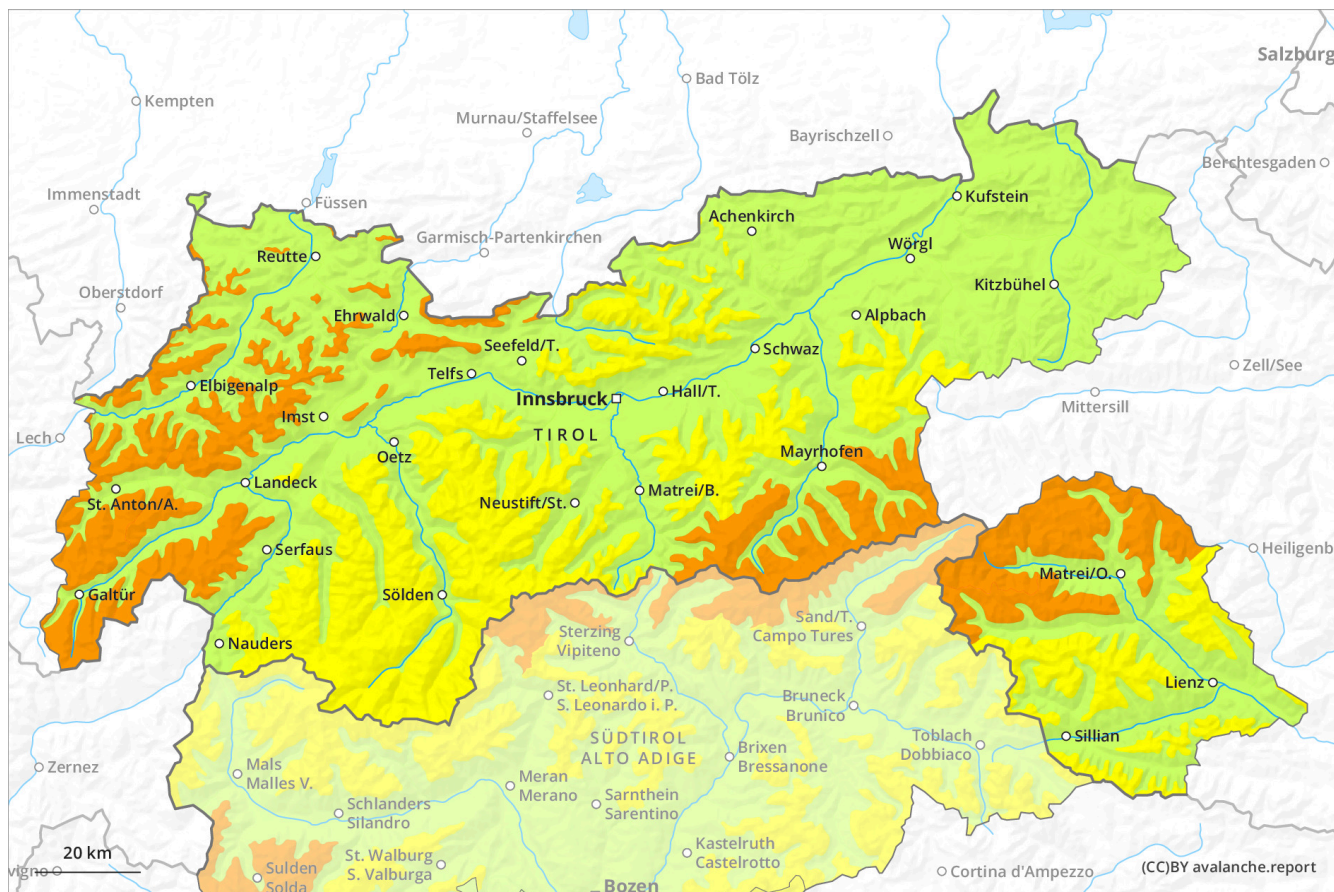 Salzburg
Bad Tölz
Kempten
Murnau/Staffelsee
Bayrischzell
Berchtesgaden
Immenstadt
Füssen
Kufstein
Achenkirch
Garmisch-Partenkirchen
Wörgl
Reutte
Kitzbühel
Oberstdorf
Ehrwald
Alpbach
Seefeld/T.
Schwaz
Zell/See
Telfs
Elbigenalp
Hall/T.
Innsbruck
Mittersill
Imst
Lech
TIROL
Oetz
Mayrhofen
Landeck
Matrei/B.
St. Anton/A.
Neustift/St.
Serfaus
Heiligenb
Matrei/O.
Galtür
Sölden
Sand/T.
Campo Tures
Sterzing
Vipiteno
Nauders
Lienz
St. Leonhard/P.
S. Leonardo i. P.
Bruneck
Brunico
Sillian
SÜDTIROL
ALTO ADIGE
Toblach
Dobbiaco
Brixen
Bressanone
Zernez
Mals
Malles V.
Meran
Merano
Sarnthein
Sarentino
Schlanders
Silandro
Kastelruth
Castelrotto
20 km
St. Walburg
S. Valburga
vigno
Sulden
Solda
Cortina d'Ampezzo
(CC)BY avalanche.report
Bozen